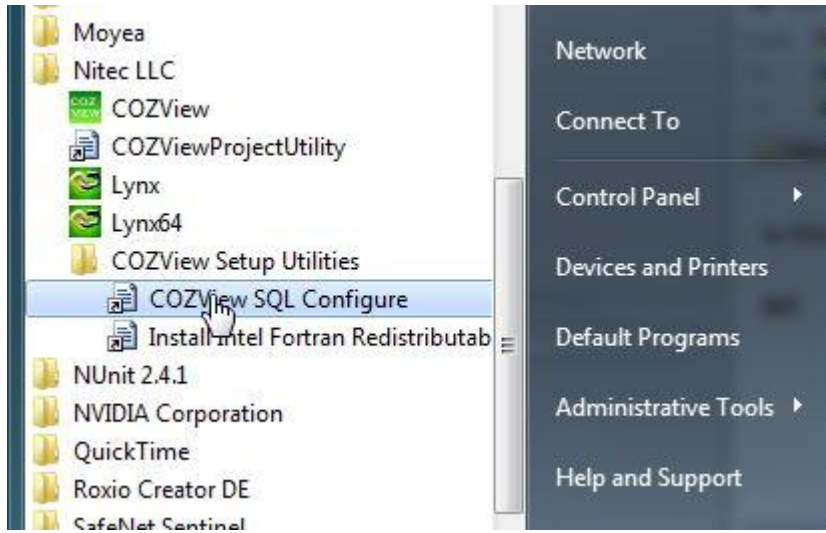 Moyea
Nitec LLC
COZ
VIEW
COZView
COZViewProjectUtility
Lynx
Lynx64
COZView Setup Utilities
COZView SQL Configure
Install Intel Fortran Redistributab
NUnit 2.4.1
NVIDIA Corporation
QuickTime
Roxio Creator DE
SafeNet Sentinel
Network
Connect To
Control Panel
Devices and Printers
Default Programs
Administrative Tools
Help and Support